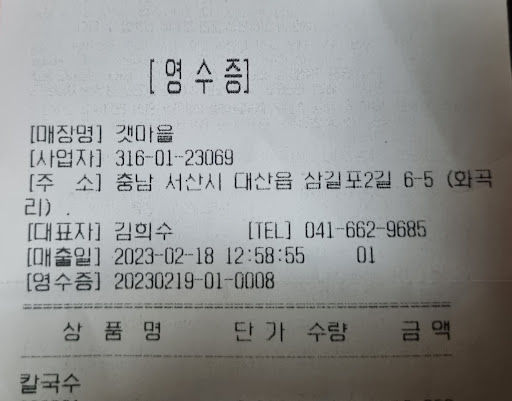 [영수증]
[매장명] 갯마을
[사업자] 316-01-23069
[주 소] 충남 서산시 대산읍 삼길포2길 6-5 (화곡
리) .
[대표자] 김희수 [TEL] 041-662-9685
[매출일] 2023-02-18 12:58:55 01
[영수증] 20230219-01-0008
상 품 명 단 가 수량 금 액
칼국수